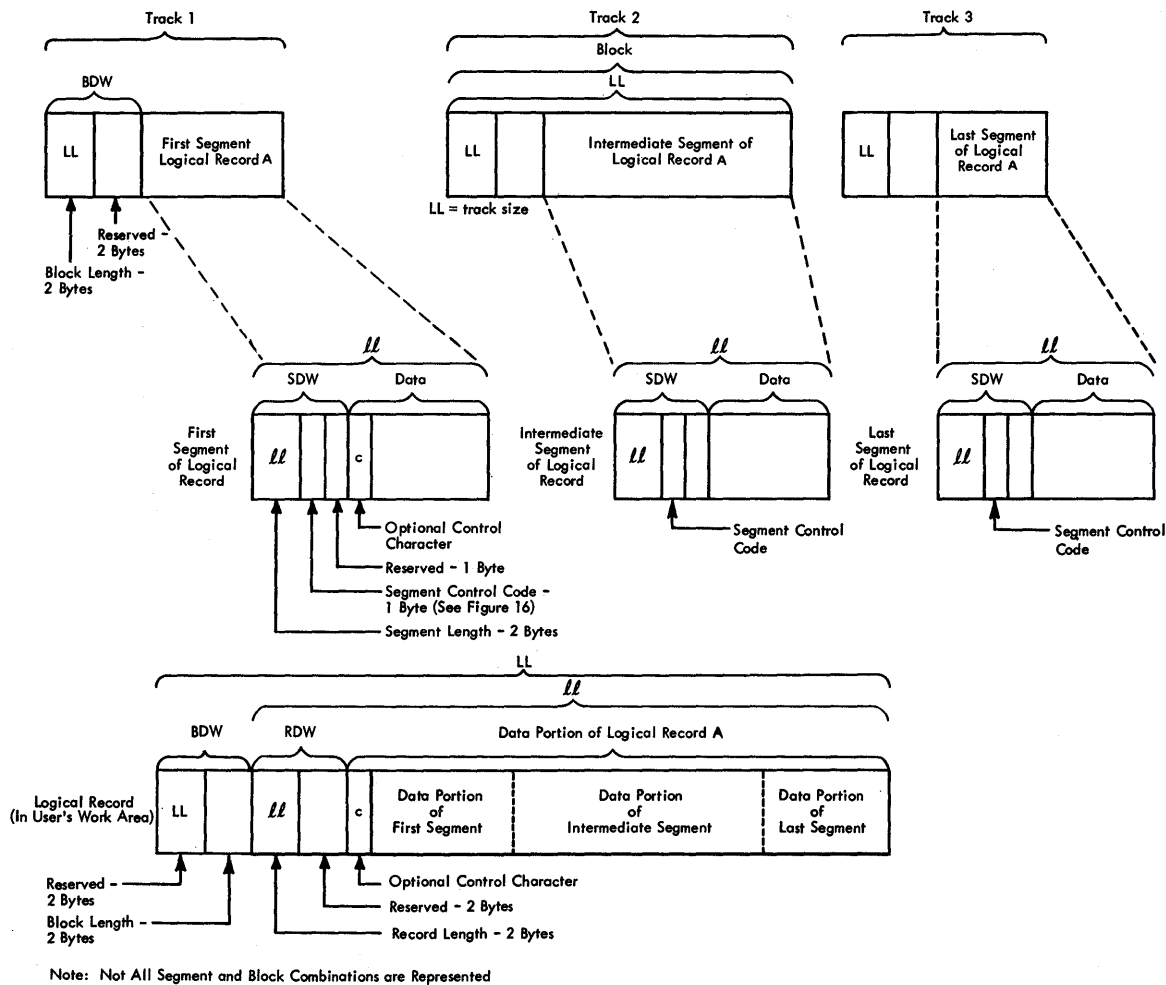 Track 1
Track 2
Track 3
Block
BDW
LL
LL
First Segment
Logical Record A
LL
Intermediate Segment of
Logical Record A
LL
Last Segment
of Logical
Record A
LL = track size
Reserved -
2 Bytes
Block Length -
2 Bytes
ll
ll
ll
SDW
Data
SDW
Data
SDW
Data
First
Segment
of Logical
Record
ll
c
Intermediate
Segment
of Logical
Record
ll
Last
Segment
of Logical
Record
ll
Optional Control
Character
Reserved - 1 Byte
Segment Control Code -
1 Byte (See Figure 16)
Segment Length - 2 Bytes
Segment Control
Code
Segment Control
Code
LL
ll
BDW
RDW
Data Portion of Logical Record A
Logical Record
(In User's Work Area)
LL
ll
c
Data Portion
of
First Segment
Data Portion
of
Intermediate Segment
Data Portion
of
Last Segment
Reserved -
2 Bytes
Block Length -
2 Bytes
Optional Control Character
Reserved - 2 Bytes
Record Length - 2 Bytes
Note: Not All Segment and Block Combinations are Represented